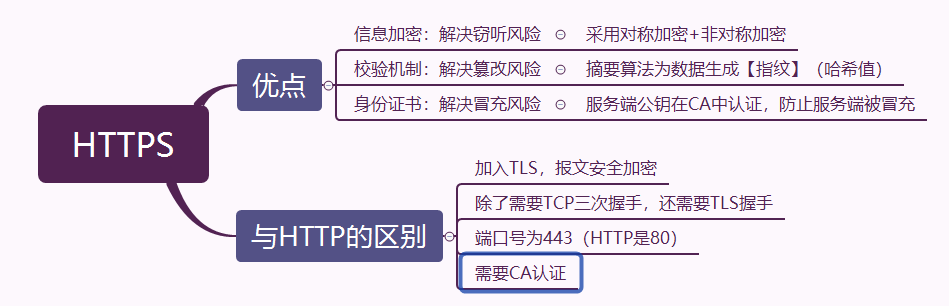 HTTPS
优点
信息加密：解决窃听风险
采用对称加密+非对称加密
校验机制：解决篡改风险
摘要算法为数据生成【指纹】（哈希值）
身份证书：解决冒充风险
服务端公钥在CA中认证，防止服务端被冒充
与HTTP的区别
加入TLS，报文安全加密
除了需要TCP三次握手，还需要TLS握手
端口号为443（HTTP是80）
需要CA认证